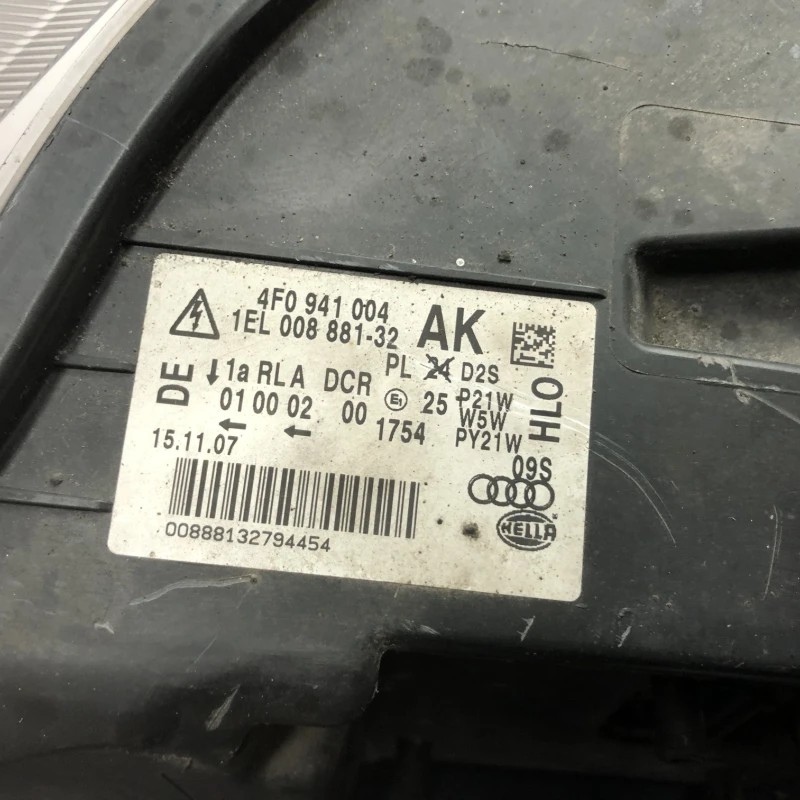 4F0 941 004 AK
1EL 008 881-32
PL 24 D2S
DE ↓1a RL A DCR E1 25 P21W
W5W
01 00 02 00 1754 PY21W
← ←
HLO
15.11.07
09S
00888132794454
HELLA